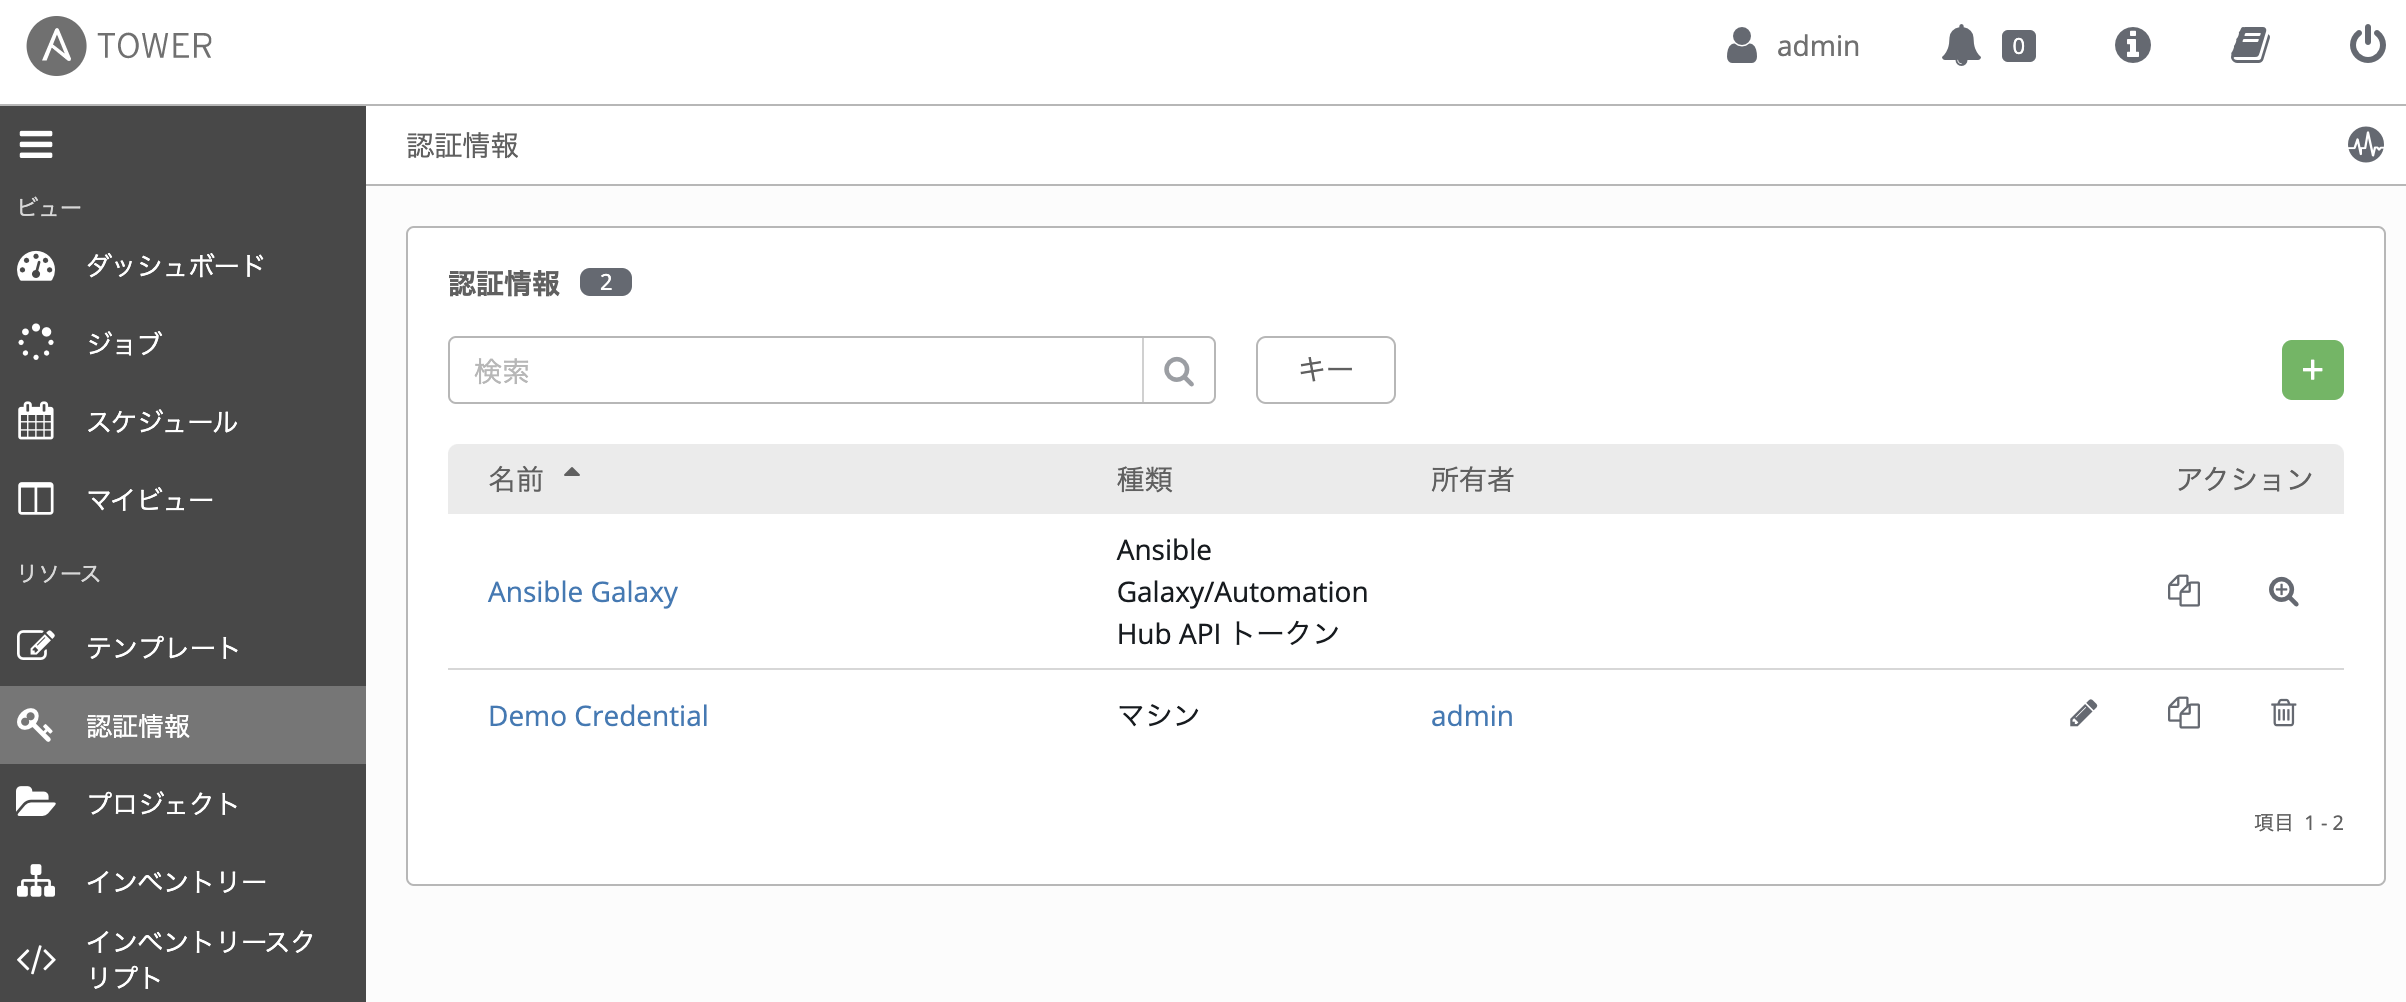 TOWER
admin
0
ビュー
ダッシュボード
ジョブ
スケジュール
マイビュー
リソース
テンプレート
認証情報
プロジェクト
インベントリー
インベントリースク
リプト
認証情報
認証情報 2
検索
キー
+
名前 種類 所有者 アクション
Ansible Galaxy
Ansible
Galaxy/Automation
Hub API トークン
Demo Credential マシン admin
項目 1 - 2